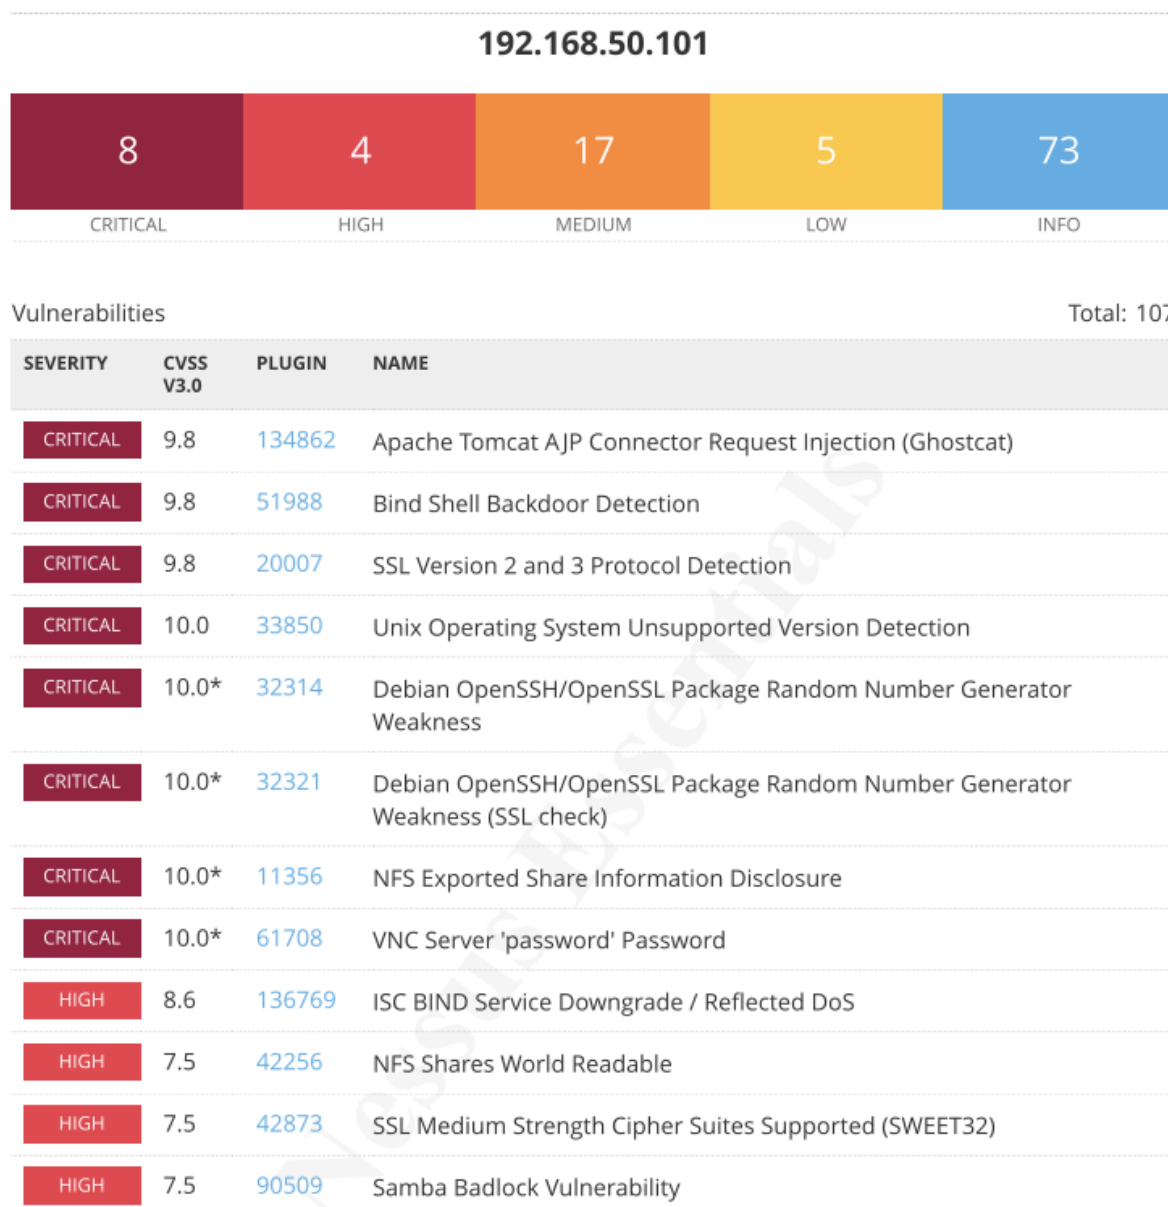 192.168.50.101
8 4 17 5 73
CRITICAL HIGH MEDIUM LOW INFO
Vulnerabilities Total: 107
SEVERITY CVSS V3.0 PLUGIN NAME
CRITICAL 9.8 134862 Apache Tomcat AJP Connector Request Injection (Ghostcat)
CRITICAL 9.8 51988 Bind Shell Backdoor Detection
CRITICAL 9.8 20007 SSL Version 2 and 3 Protocol Detection
CRITICAL 10.0 33850 Unix Operating System Unsupported Version Detection
CRITICAL 10.0* 32314 Debian OpenSSH/OpenSSL Package Random Number Generator
Weakness
CRITICAL 10.0* 32321 Debian OpenSSH/OpenSSL Package Random Number Generator
Weakness (SSL check)
CRITICAL 10.0* 11356 NFS Exported Share Information Disclosure
CRITICAL 10.0* 61708 VNC Server 'password' Password
HIGH 8.6 136769 ISC BIND Service Downgrade / Reflected DoS
HIGH 7.5 42256 NFS Shares World Readable
HIGH 7.5 42873 SSL Medium Strength Cipher Suites Supported (SWEET32)
HIGH 7.5 90509 Samba Badlock Vulnerability
Nessus Essentials